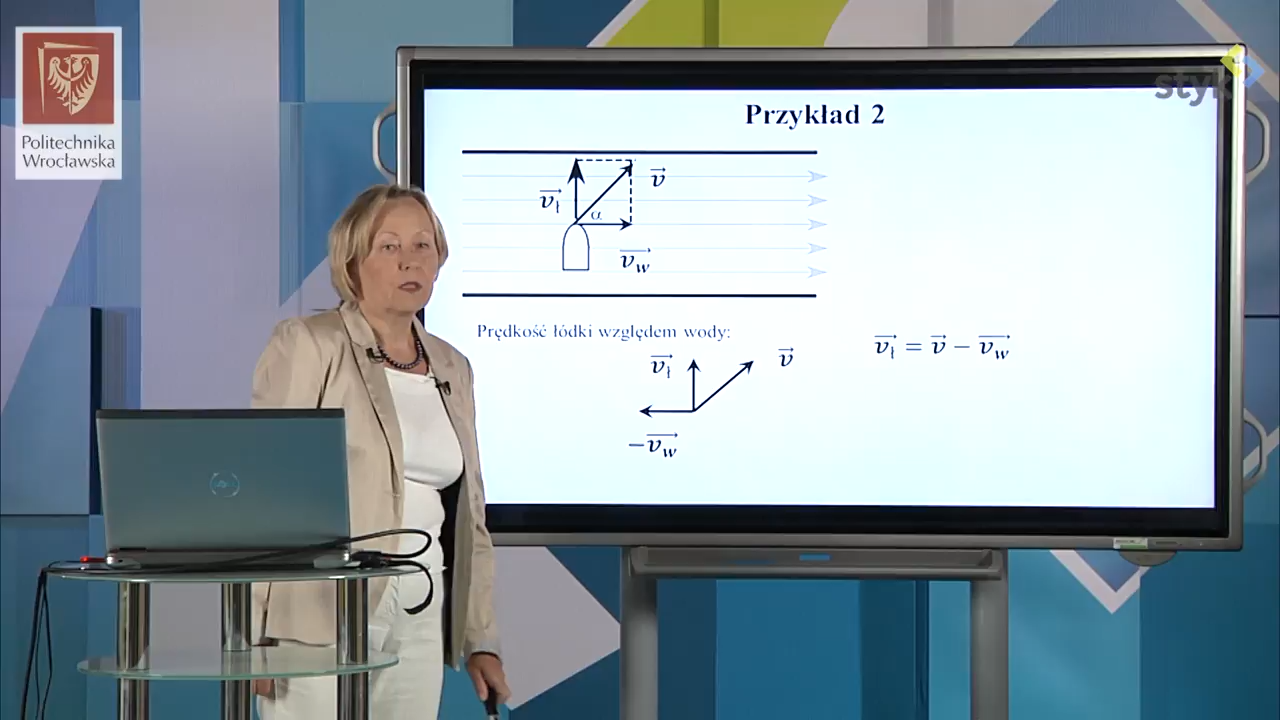 Politechnika
Wrocławska
styk
Przykład 2
v⃗ł
v⃗
α
v⃗w
Prędkość łódki względem wody:
v⃗ł
v⃗
−v⃗w
v⃗ł = v⃗ − v⃗w